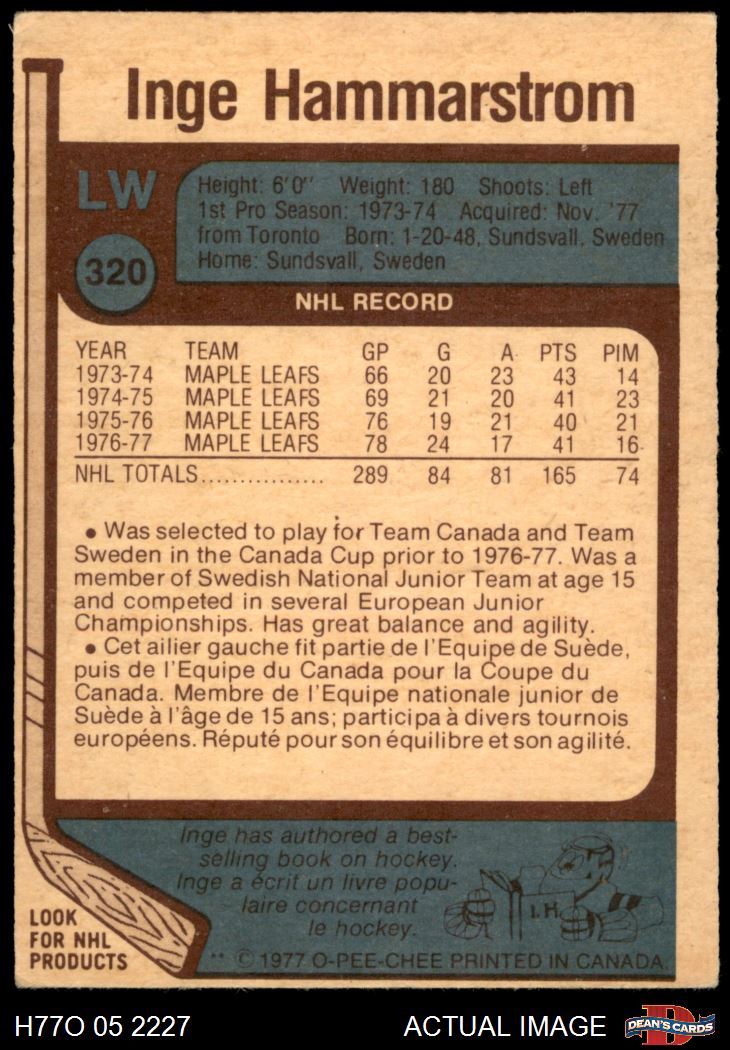 Inge Hammarstrom
LW
320
Height: 6'0" Weight: 180 Shoots: Left
1st Pro Season: 1973-74 Acquired: Nov. '77
from Toronto Born: 1-20-48, Sundsvall, Sweden
Home: Sundsvall, Sweden
NHL RECORD
YEAR TEAM GP G A PTS PIM
1973-74 MAPLE LEAFS 66 20 23 43 14
1974-75 MAPLE LEAFS 69 21 20 41 23
1975-76 MAPLE LEAFS 76 19 21 40 21
1976-77 MAPLE LEAFS 78 24 17 41 16
NHL TOTALS................ 289 84 81 165 74
• Was selected to play for Team Canada and Team
Sweden in the Canada Cup prior to 1976-77. Was a
member of Swedish National Junior Team at age 15
and competed in several European Junior
Championships. Has great balance and agility.
• Cet ailier gauche fit partie de l'Equipe de Suède,
puis de l'Equipe du Canada pour la Coupe du
Canada. Membre de l'Equipe nationale junior de
Suède à l'âge de 15 ans; participa à divers tournois
européens. Réputé pour son équilibre et son agilité.
Inge has authored a best-
selling book on hockey.
Inge a écrit un livre popu-
laire concernant
le hockey.
I.H.
LOOK
FOR NHL
PRODUCTS
** © 1977 O-PEE-CHEE PRINTED IN CANADA.
H77O 05 2227 ACTUAL IMAGE
D
DEAN'S CARDS